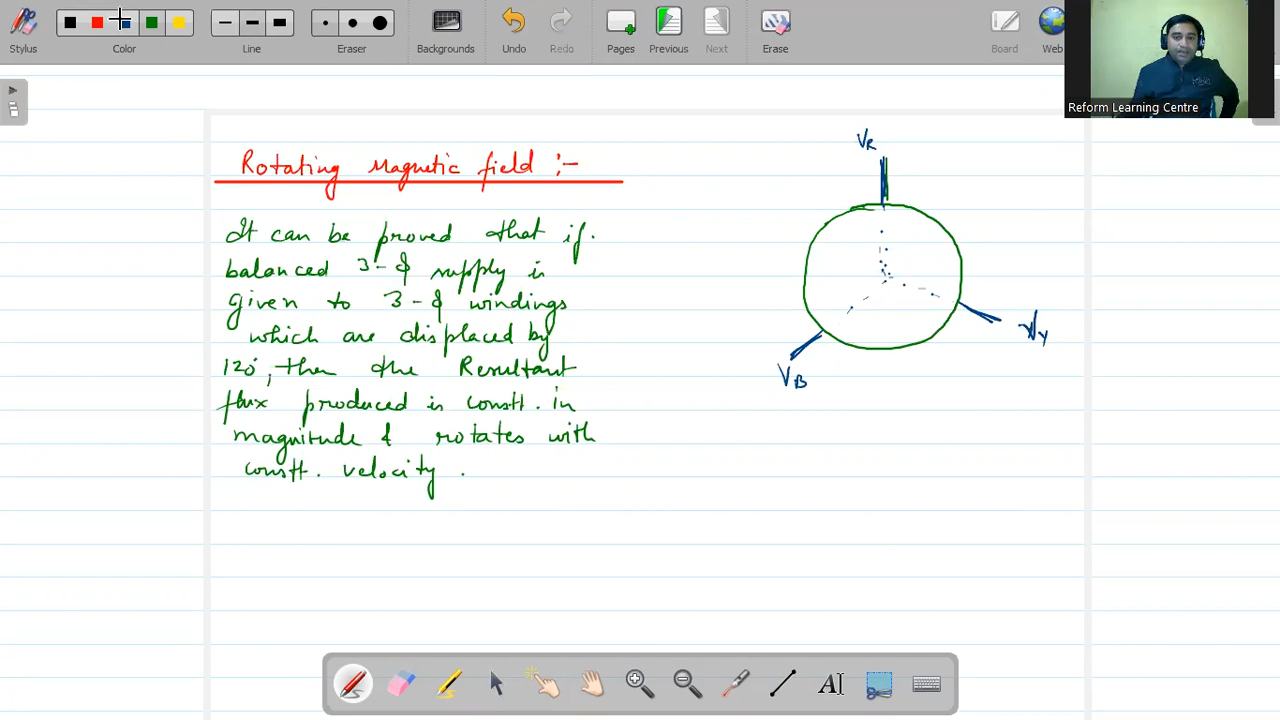 Stylus
Color
Line
Eraser
Backgrounds
Undo
Redo
Pages
Previous
Next
Erase
Board
Web
Reform Learning Centre
Rotating Magnetic field :-
It can be proved that if.
balanced 3-ϕ supply is
given to 3-ϕ windings
which are displaced by
120°, then the Resultant
flux produced is constt. in
magnitude & rotates with
constt. velocity .
VR
VY
VB